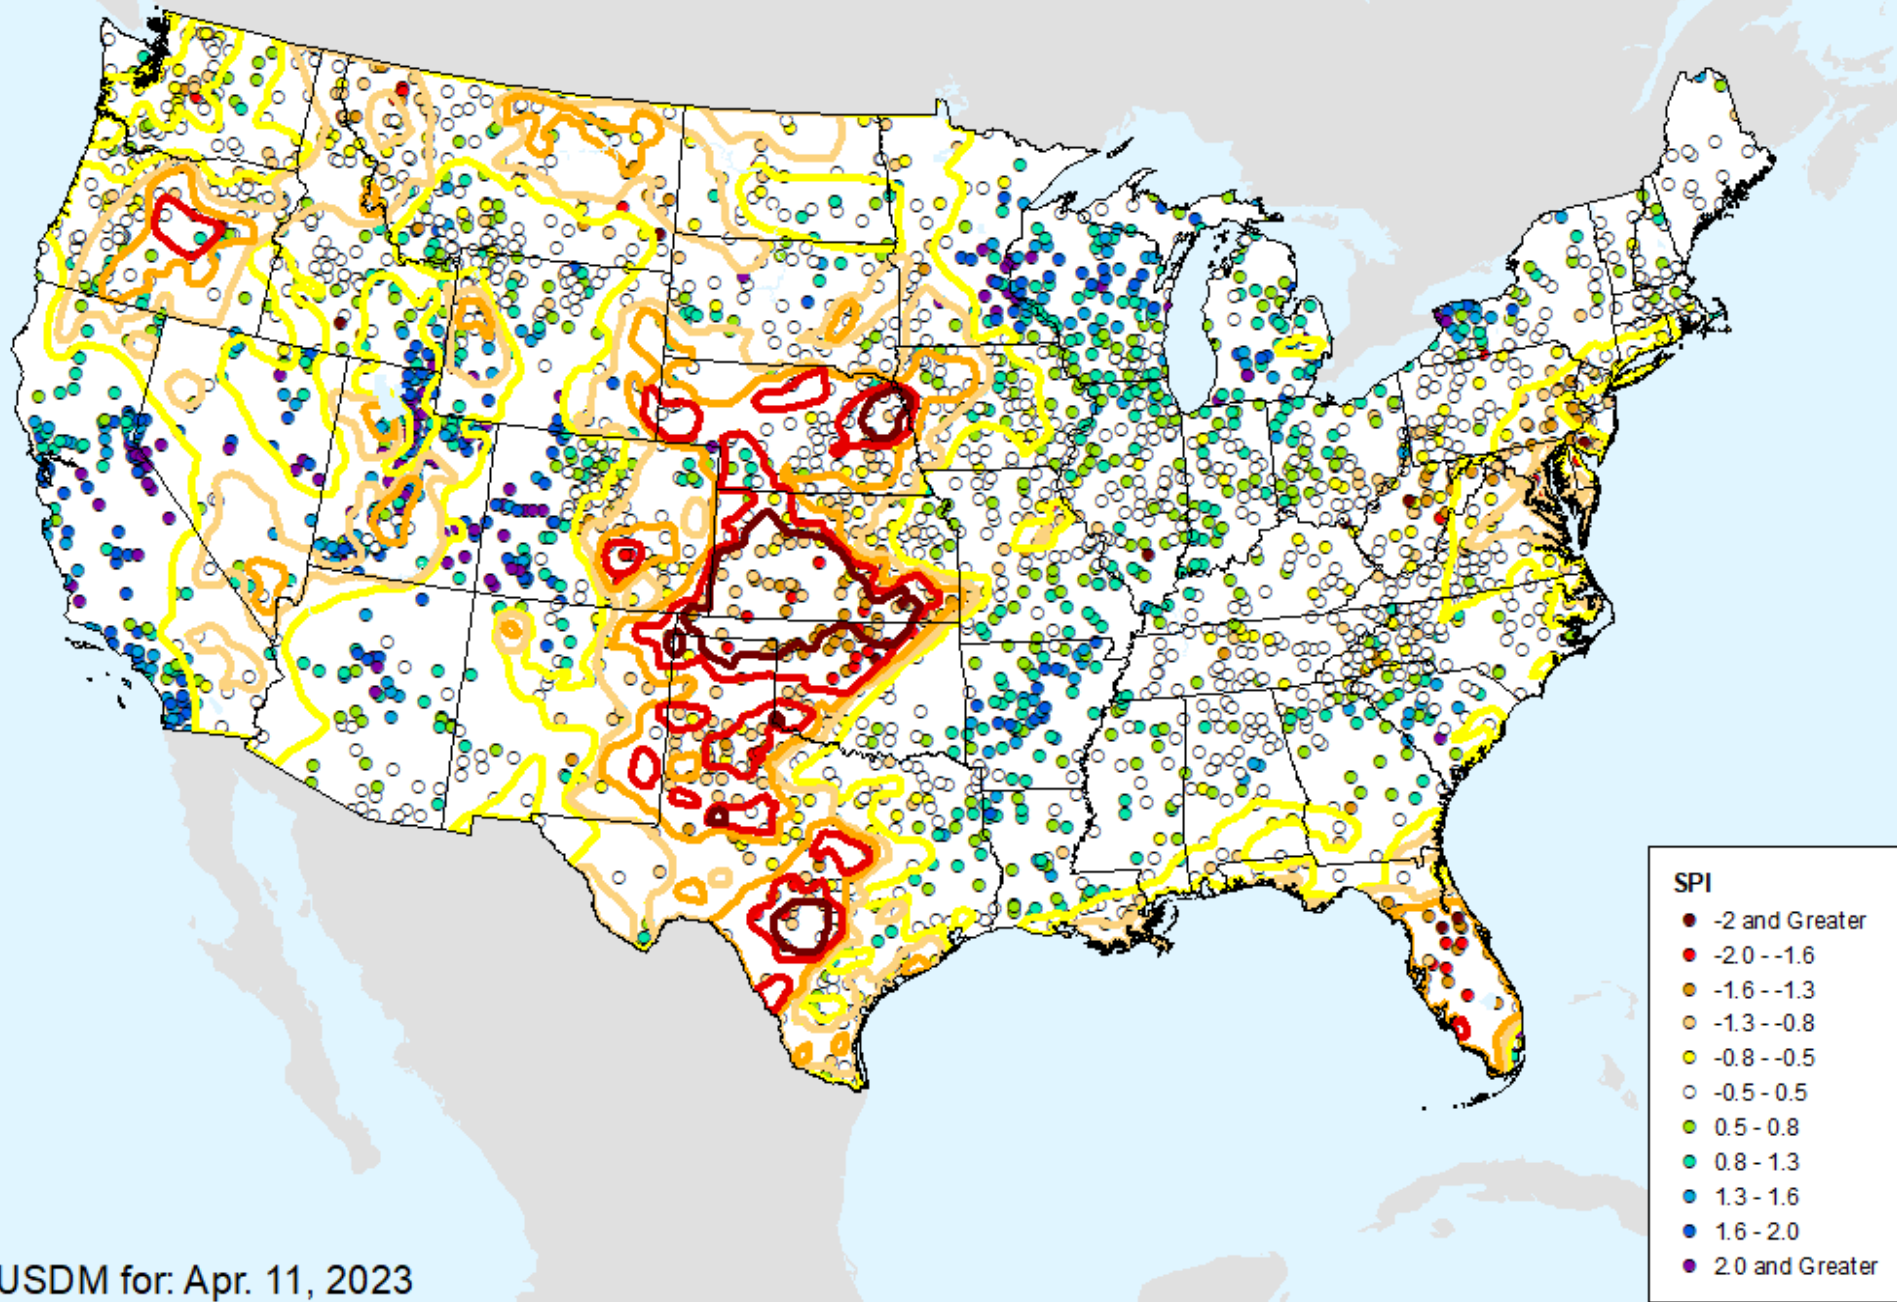 SPI
-2 and Greater
-2.0 - -1.6
-1.6 - -1.3
-1.3 - -0.8
-0.8 - -0.5
-0.5 - 0.5
0.5 - 0.8
0.8 - 1.3
1.3 - 1.6
1.6 - 2.0
2.0 and Greater
USDM for: Apr. 11, 2023